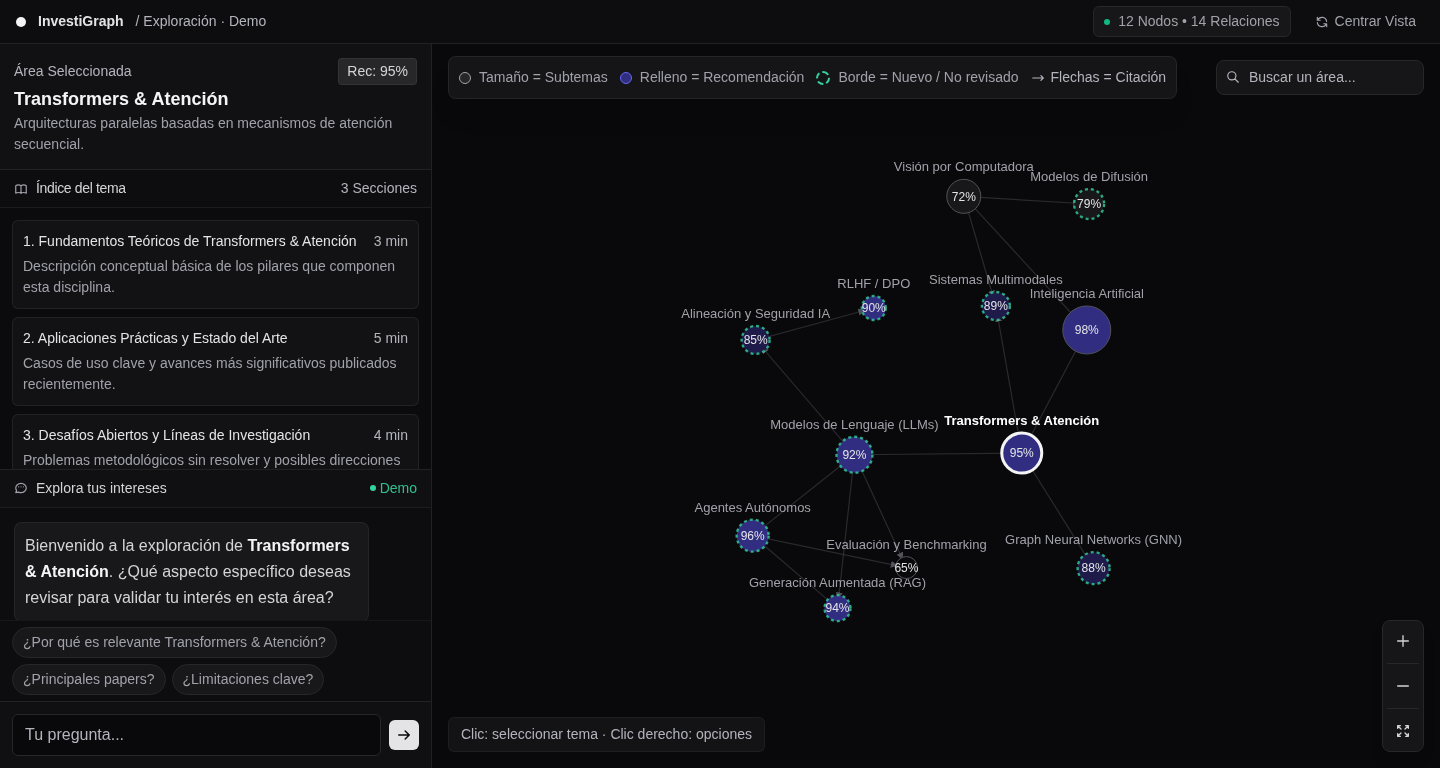 InvestiGraph / Exploración · Demo
12 Nodos • 14 Relaciones
Centrar Vista
Área Seleccionada
Rec: 95%
Transformers & Atención
Arquitecturas paralelas basadas en mecanismos de atención
secuencial.
Índice del tema
3 Secciones
1. Fundamentos Teóricos de Transformers & Atención
3 min
Descripción conceptual básica de los pilares que componen
esta disciplina.
2. Aplicaciones Prácticas y Estado del Arte
5 min
Casos de uso clave y avances más significativos publicados
recientemente.
3. Desafíos Abiertos y Líneas de Investigación
4 min
Problemas metodológicos sin resolver y posibles direcciones
Explora tus intereses
Demo
Bienvenido a la exploración de Transformers
& Atención. ¿Qué aspecto específico deseas
revisar para validar tu interés en esta área?
¿Por qué es relevante Transformers & Atención?
¿Principales papers?
¿Limitaciones clave?
Tu pregunta...
Tamaño = Subtemas
Relleno = Recomendación
Borde = Nuevo / No revisado
Flechas = Citación
Buscar un área...
Visión por Computadora
72%
Modelos de Difusión
79%
RLHF / DPO
90%
Sistemas Multimodales
89%
Inteligencia Artificial
98%
Alineación y Seguridad IA
85%
Modelos de Lenguaje (LLMs)
92%
Transformers & Atención
95%
Agentes Autónomos
96%
Evaluación y Benchmarking
65%
Graph Neural Networks (GNN)
88%
Generación Aumentada (RAG)
94%
Clic: seleccionar tema · Clic derecho: opciones